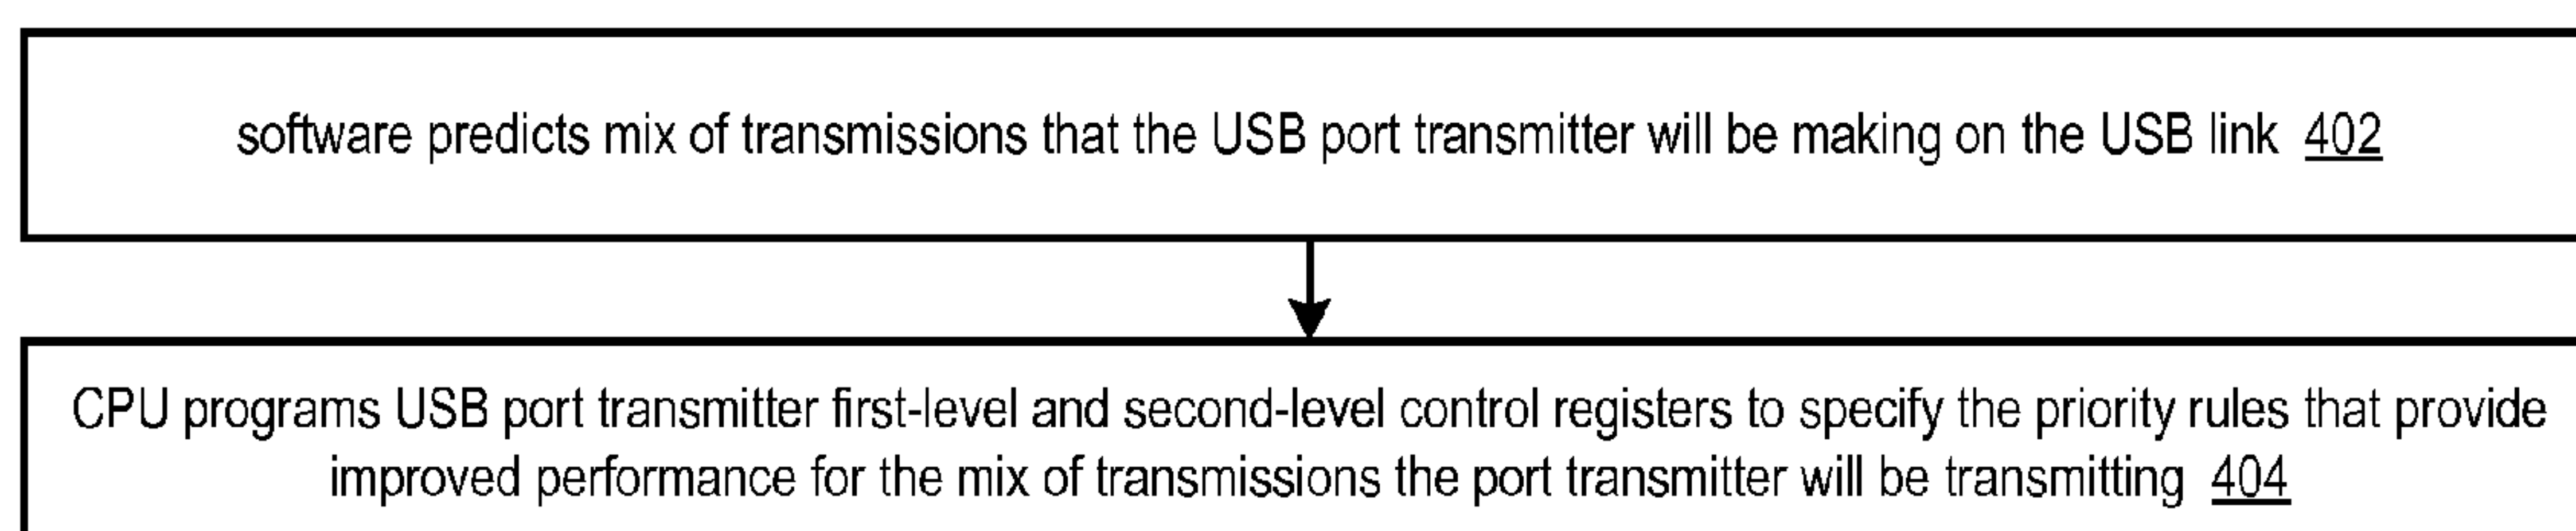 software predicts mix of transmissions that the USB port transmitter will be making on the USB link 402
CPU programs USB port transmitter first-level and second-level control registers to specify the priority rules that provide
improved performance for the mix of transmissions the port transmitter will be transmitting 404